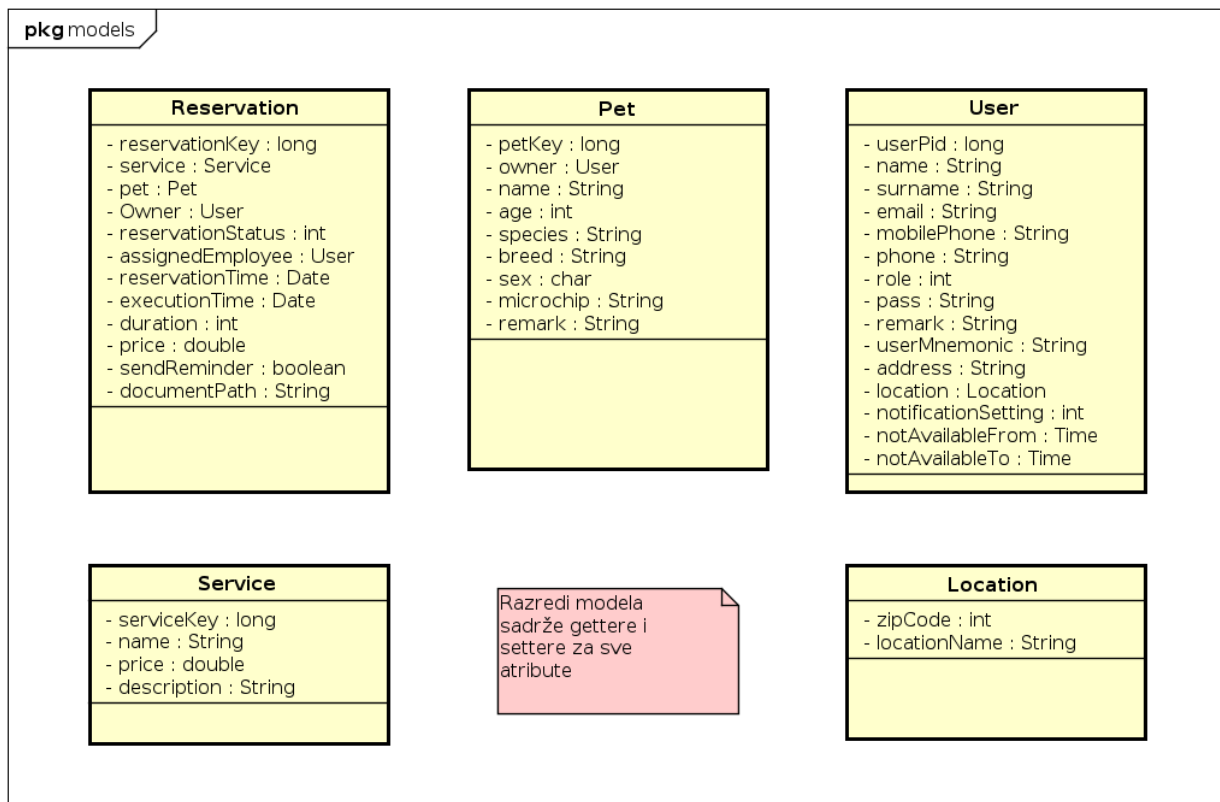 pkg models
Reservation
- reservationKey : long
- service : Service
- pet : Pet
- Owner : User
- reservationStatus : int
- assignedEmployee : User
- reservationTime : Date
- executionTime : Date
- duration : int
- price : double
- sendReminder : boolean
- documentPath : String
Pet
- petKey : long
- owner : User
- name : String
- age : int
- species : String
- breed : String
- sex : char
- microchip : String
- remark : String
User
- userPid : long
- name : String
- surname : String
- email : String
- mobilePhone : String
- phone : String
- role : int
- pass : String
- remark : String
- userMnemonic : String
- address : String
- location : Location
- notificationSetting : int
- notAvailableFrom : Time
- notAvailableTo : Time
Service
- serviceKey : long
- name : String
- price : double
- description : String
Razredi modela
sadrže gettere i
settere za sve
atribute
Location
- zipCode : int
- locationName : String